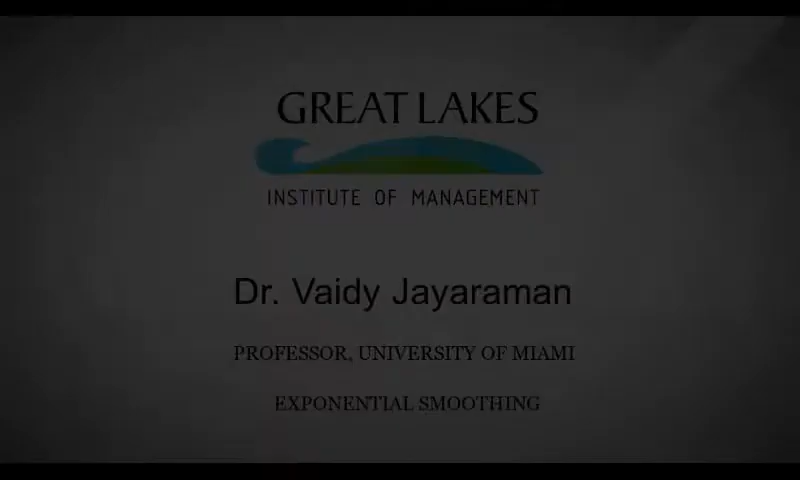 GREAT LAKES
INSTITUTE OF MANAGEMENT
Dr. Vaidy Jayaraman
PROFESSOR, UNIVERSITY OF MIAMI
EXPONENTIAL SMOOTHING